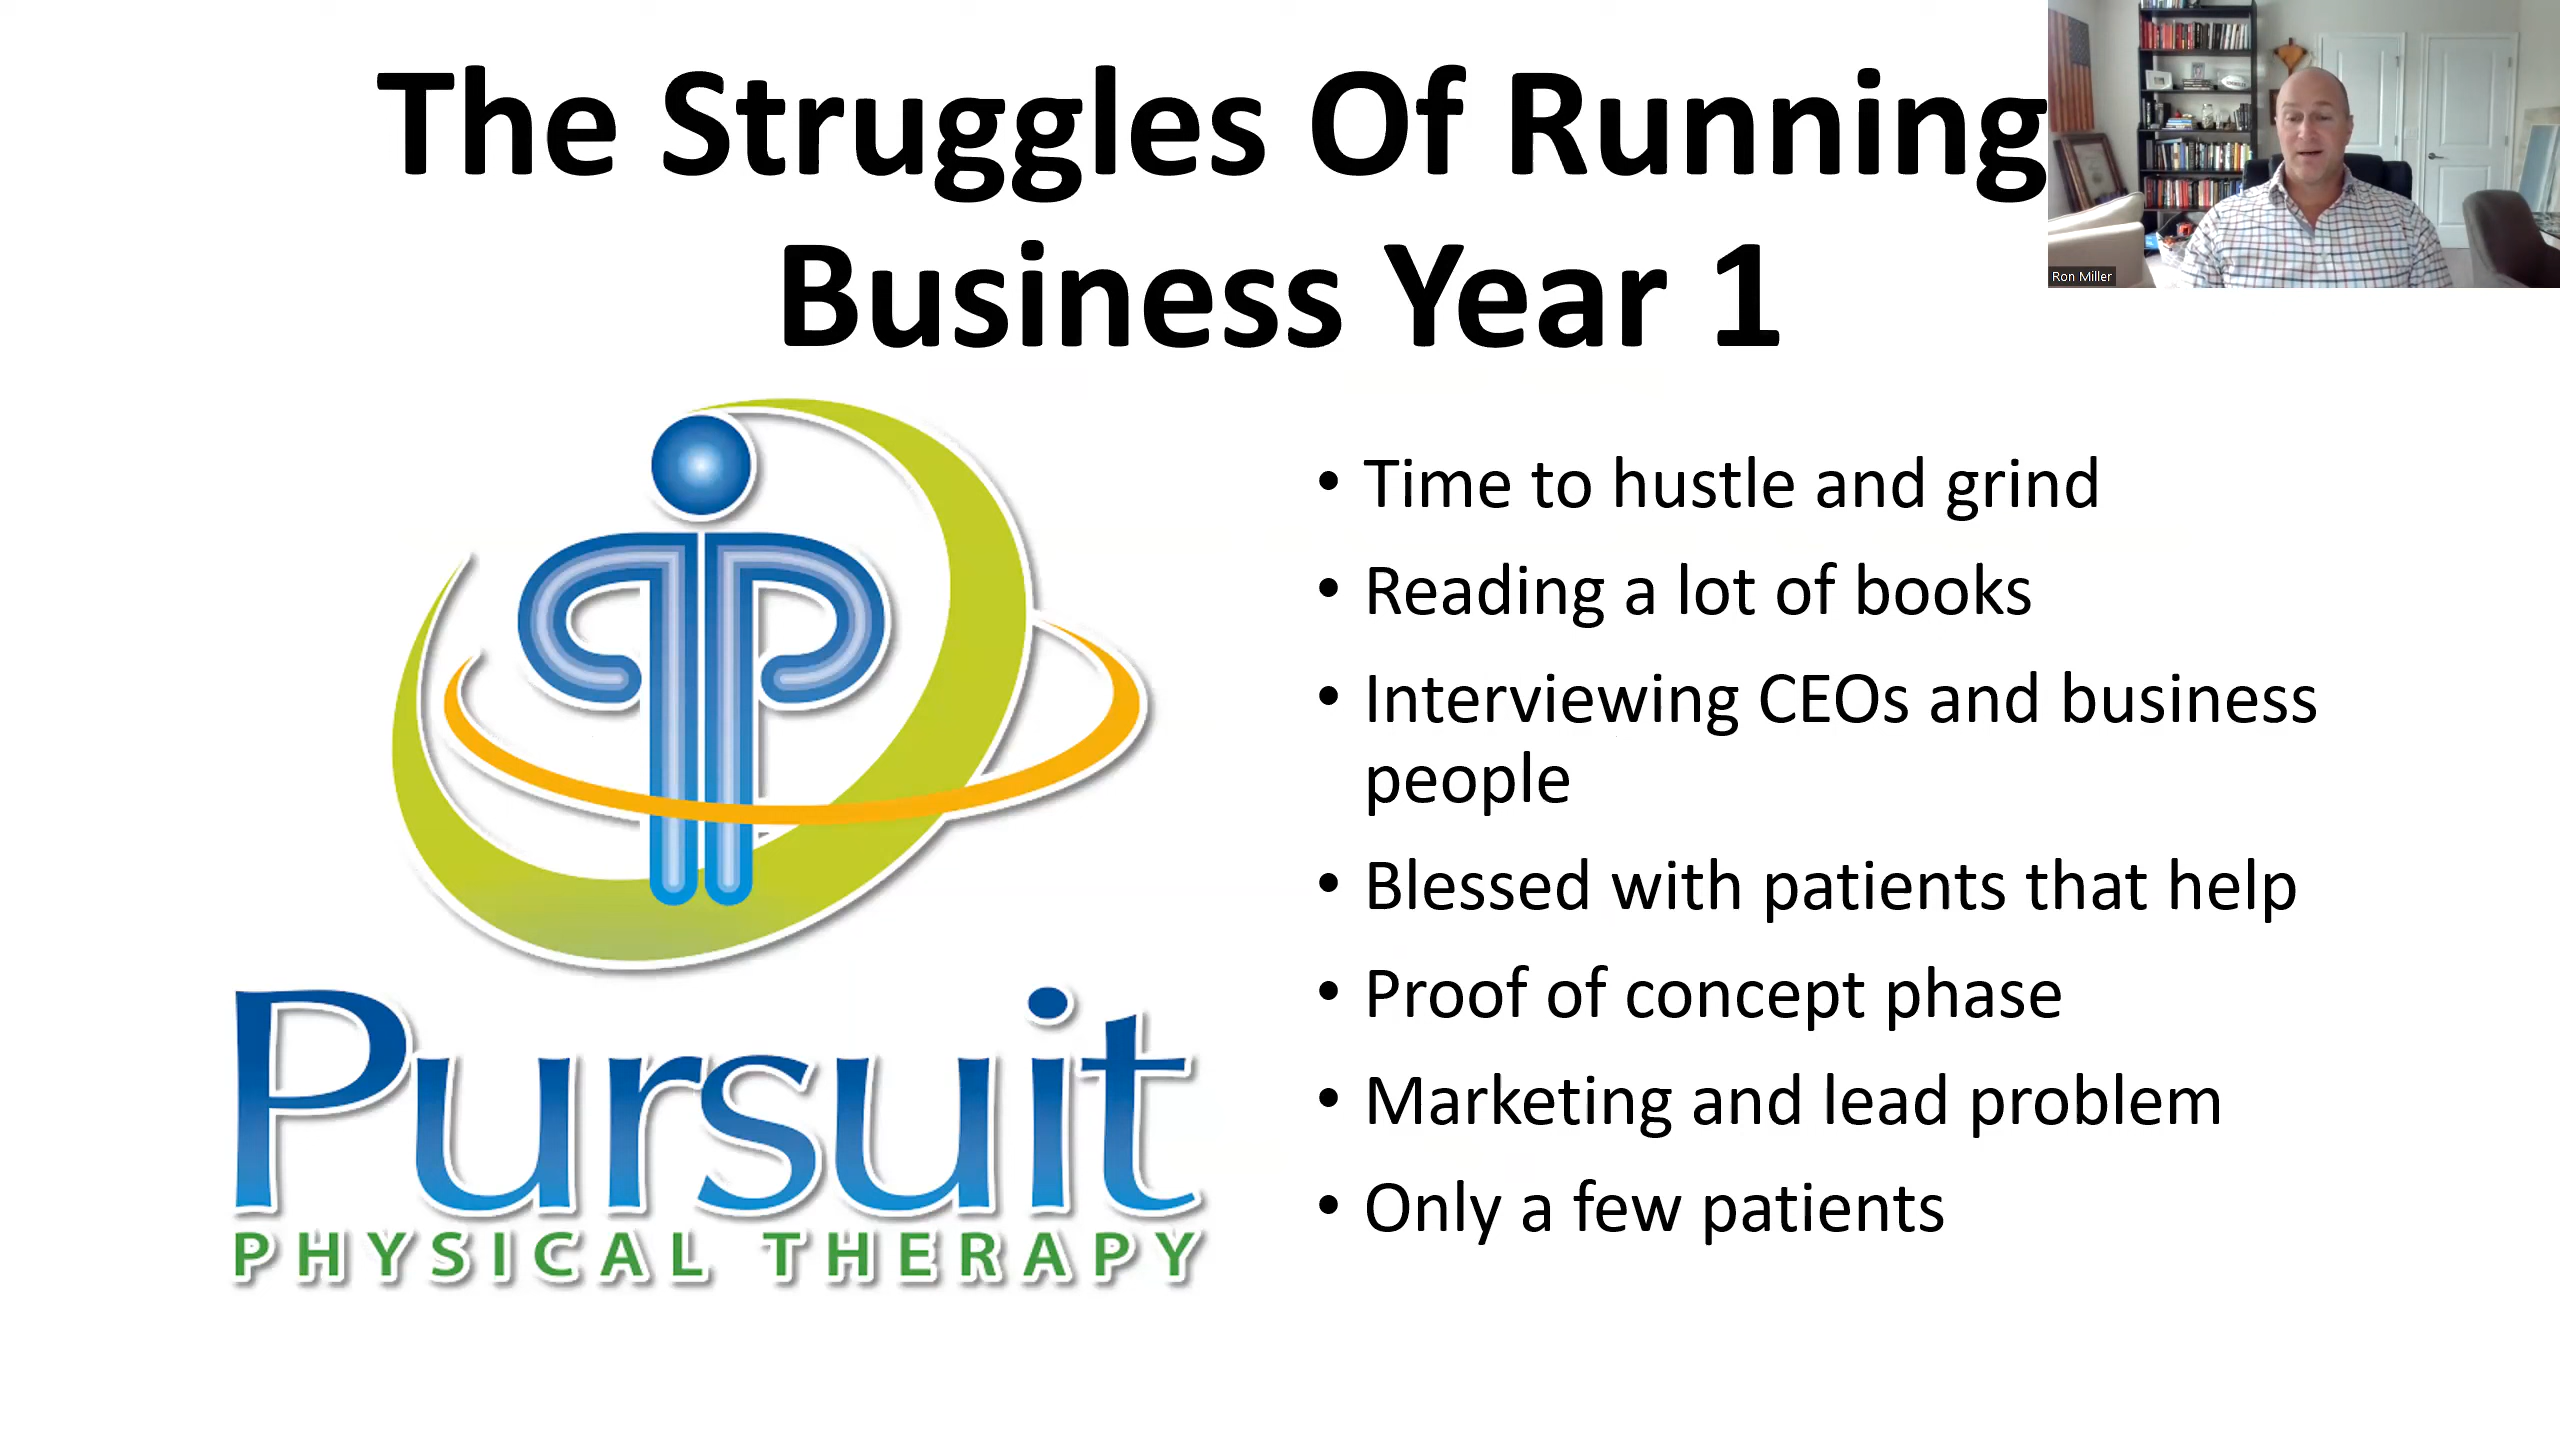 The Struggles Of Running
Business Year 1
Ron Miller
• Time to hustle and grind
• Reading a lot of books
• Interviewing CEOs and business
people
• Blessed with patients that help
• Proof of concept phase
• Marketing and lead problem
• Only a few patients
Pursuit
PHYSICAL THERAPY